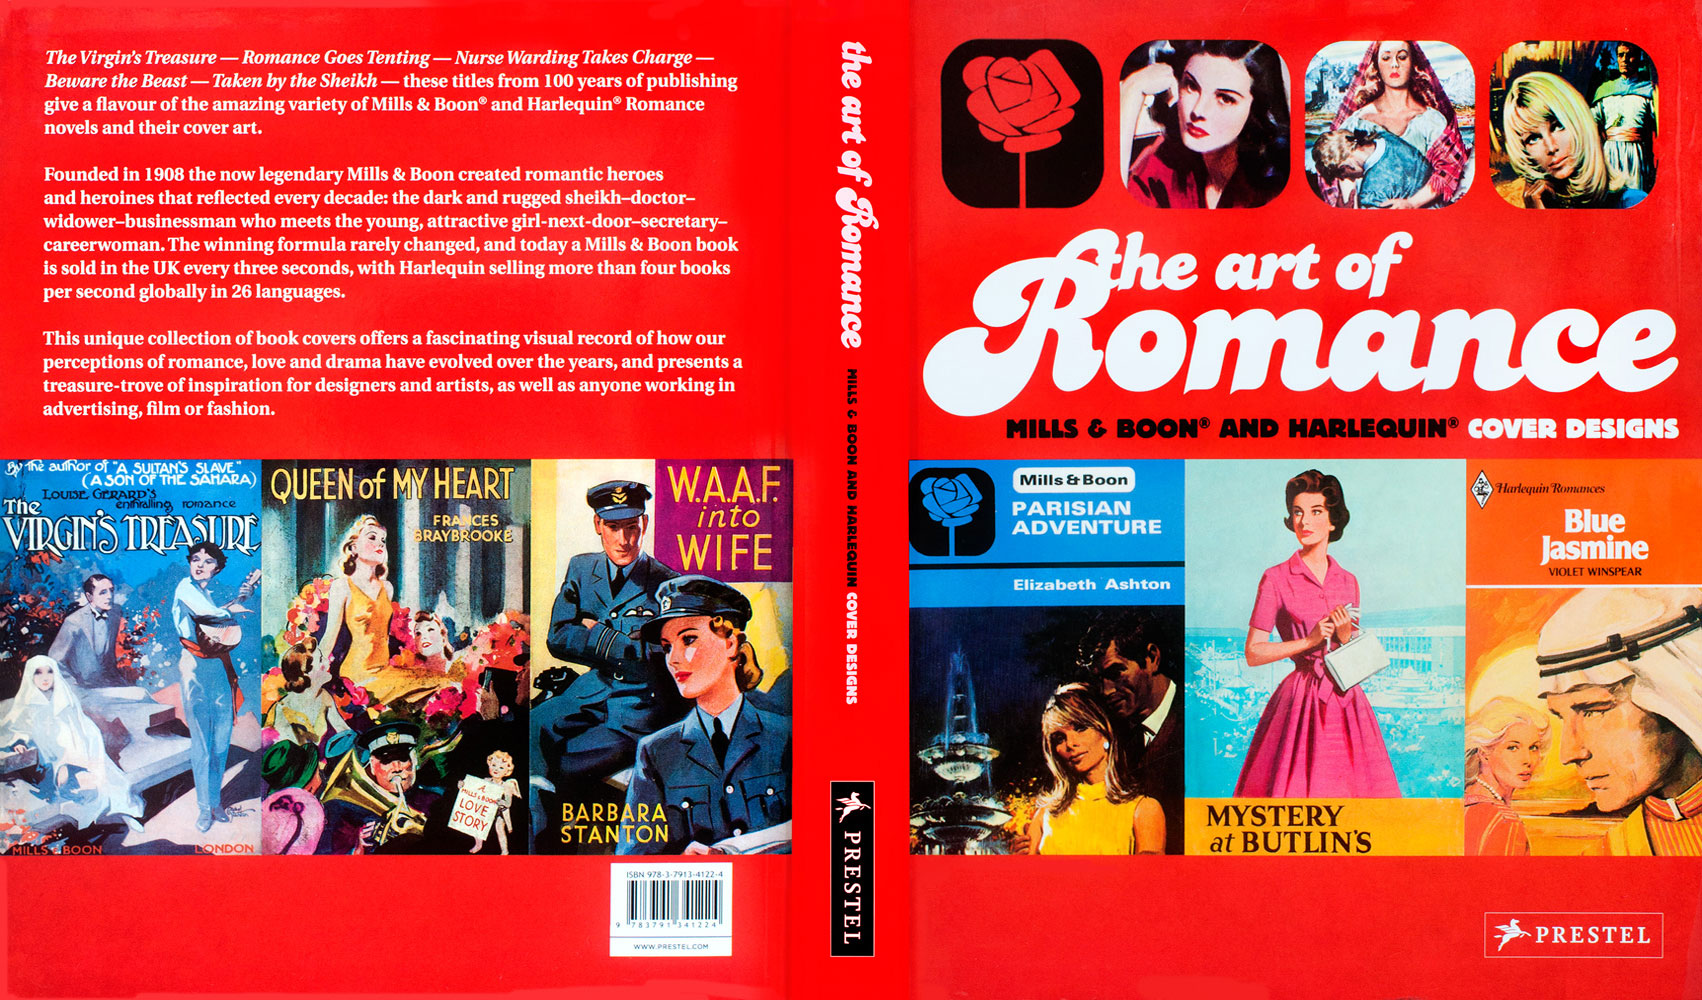 The Virgin's Treasure — Romance Goes Tenting — Nurse Warding Takes Charge —
Beware the Beast — Taken by the Sheikh — these titles from 100 years of publishing
give a flavour of the amazing variety of Mills & Boon® and Harlequin® Romance
novels and their cover art.
Founded in 1908 the now legendary Mills & Boon created romantic heroes
and heroines that reflected every decade: the dark and rugged sheikh–doctor–
widower–businessman who meets the young, attractive girl-next-door–secretary–
careerwoman. The winning formula rarely changed, and today a Mills & Boon book
is sold in the UK every three seconds, with Harlequin selling more than four books
per second globally in 26 languages.
This unique collection of book covers offers a fascinating visual record of how our
perceptions of romance, love and drama have evolved over the years, and presents a
treasure-trove of inspiration for designers and artists, as well as anyone working in
advertising, film or fashion.
By the author of "A SULTAN'S SLAVE"
(A SON OF THE SAHARA)
LOUISE GERARD'S
enthralling romance
The
VIRGIN'S TREASURE
MILLS & BOON LONDON
QUEEN of MY HEART
FRANCES
BRAYBROOKE
A
MILLS & BOON
LOVE
STORY
W.A.A.F.
into
WIFE
BARBARA
STANTON
ISBN 978-3-7913-4122-4
9 783791 341224
WWW.PRESTEL.COM
the art of Romance
MILLS & BOON AND HARLEQUIN COVER DESIGNS
PRESTEL
the art of
Romance
MILLS & BOON® AND HARLEQUIN® COVER DESIGNS
Mills & Boon
PARISIAN
ADVENTURE
Elizabeth Ashton
MYSTERY
at BUTLIN'S
Harlequin Romances
Blue
Jasmine
VIOLET WINSPEAR
PRESTEL